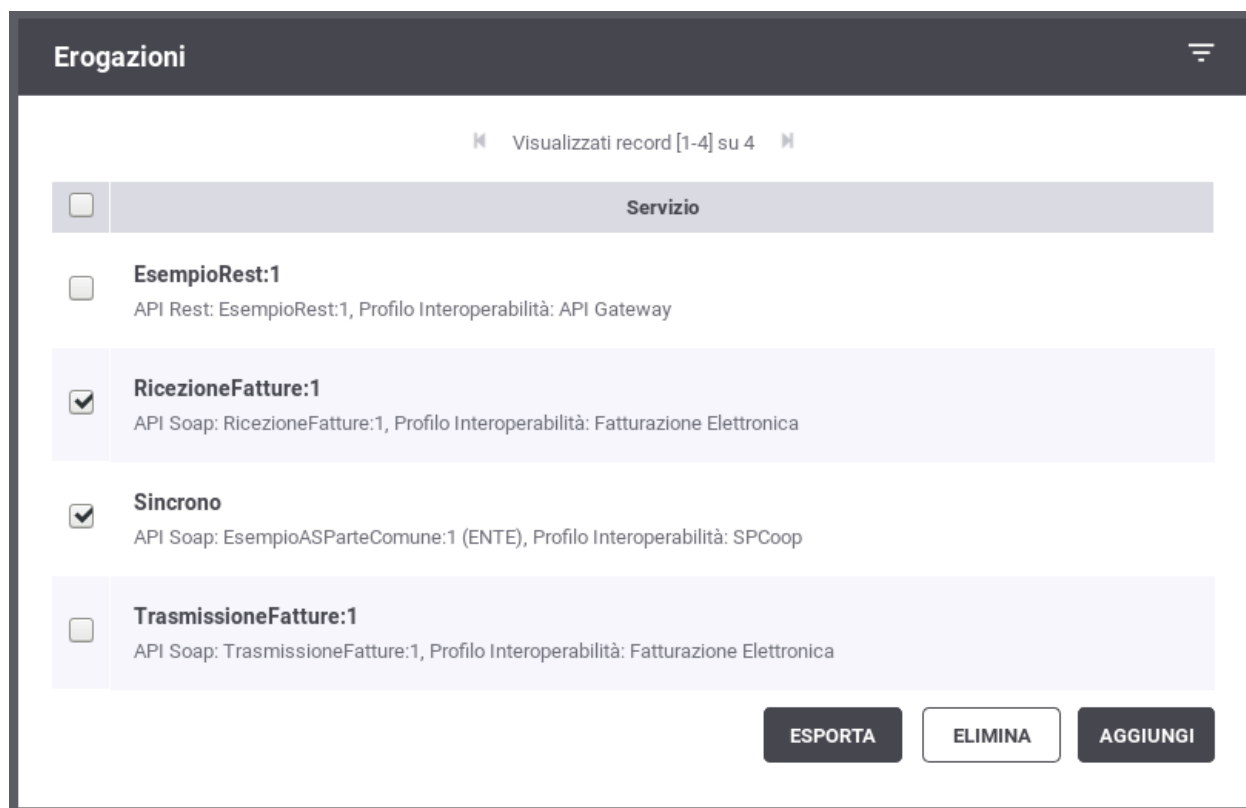 Erogazioni
Visualizzati record [1-4] su 4
Servizio
EsempioRest:1
API Rest: EsempioRest:1, Profilo Interoperabilità: API Gateway
RicezioneFatture:1
API Soap: RicezioneFatture:1, Profilo Interoperabilità: Fatturazione Elettronica
Sincrono
API Soap: EsempioASParteComune:1 (ENTE), Profilo Interoperabilità: SPCoop
TrasmissioneFatture:1
API Soap: TrasmissioneFatture:1, Profilo Interoperabilità: Fatturazione Elettronica
ESPORTA ELIMINA AGGIUNGI